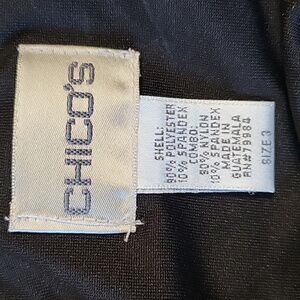 CHICO'S
SHELL:
90% POLYESTER
10% SPANDEX
COMBO:
90% NYLON
10% SPANDEX
MADE IN
GUATEMALA
RN#79984
SIZE 3